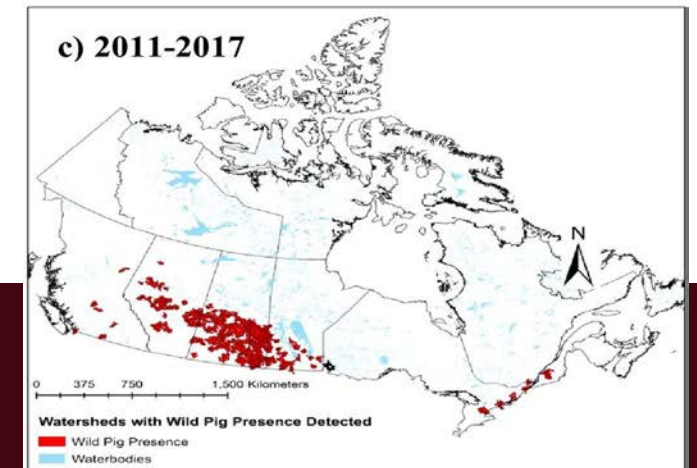 c) 2011-2017
N
0 375 750 1,500 Kilometers
Watersheds with Wild Pig Presence Detected
Wild Pig Presence
Waterbodies